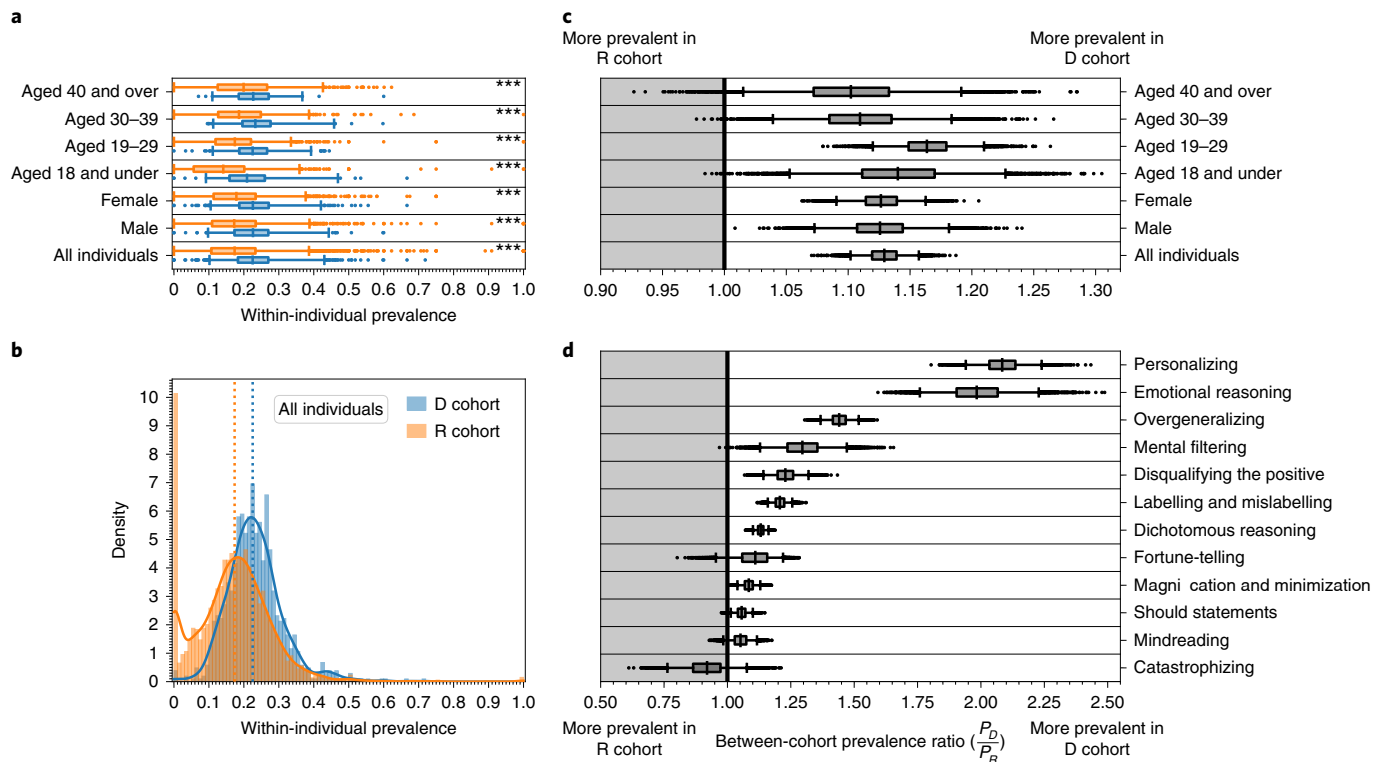 a
Aged 40 and over
***
Aged 30–39
***
Aged 19–29
***
Aged 18 and under
***
Female
***
Male
***
All individuals
***
0 0.1 0.2 0.3 0.4 0.5 0.6 0.7 0.8 0.9 1.0
Within-individual prevalence
b
All individuals
D cohort
R cohort
10
9
8
7
6
5
4
3
2
1
0
Density
0 0.1 0.2 0.3 0.4 0.5 0.6 0.7 0.8 0.9 1.0
Within-individual prevalence
c
More prevalent in
R cohort
More prevalent in
D cohort
Aged 40 and over
Aged 30–39
Aged 19–29
Aged 18 and under
Female
Male
All individuals
0.90 0.95 1.00 1.05 1.10 1.15 1.20 1.25 1.30
d
Personalizing
Emotional reasoning
Overgeneralizing
Mental filtering
Disqualifying the positive
Labelling and mislabelling
Dichotomous reasoning
Fortune-telling
Magni cation and minimization
Should statements
Mindreading
Catastrophizing
0.50 0.75 1.00 1.25 1.50 1.75 2.00 2.25 2.50
More prevalent in
R cohort
Between-cohort prevalence ratio (P_D/P_R)
More prevalent in
D cohort